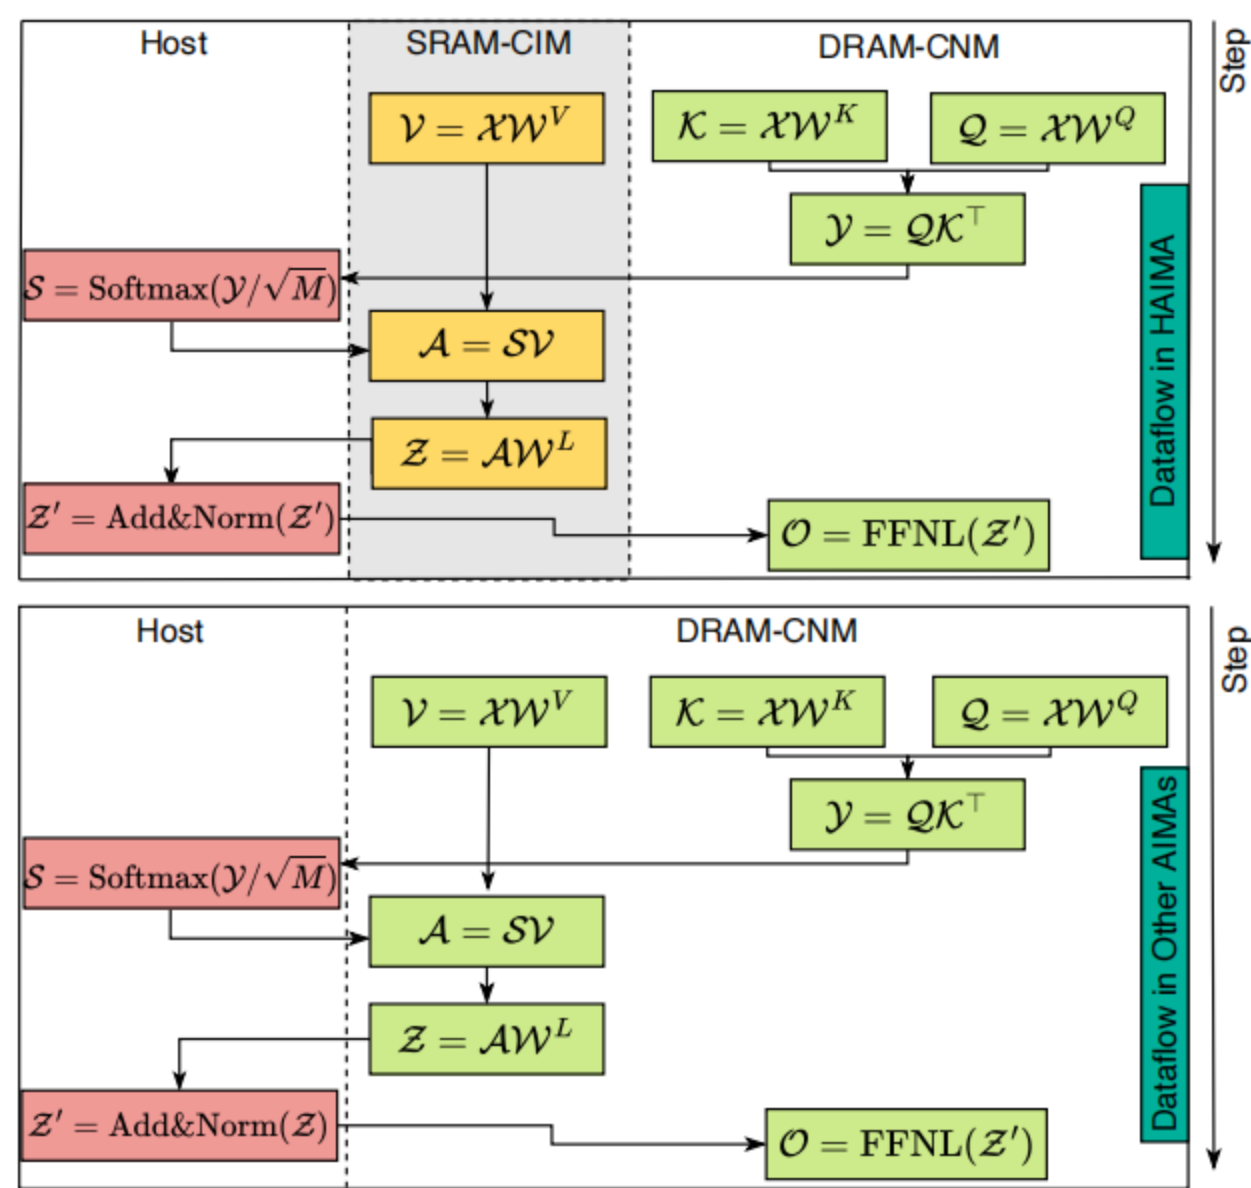 Host SRAM-CIM DRAM-CNM
Step
𝒱 = 𝒳𝒲^V
𝒦 = 𝒳𝒲^K
𝒬 = 𝒳𝒲^Q
𝒴 = 𝒬𝒦^⊤
𝒮 = Softmax(𝒴/√M)
𝒜 = 𝒮𝒱
𝒵 = 𝒜𝒲^L
𝒵′ = Add&Norm(𝒵′)
𝒪 = FFNL(𝒵′)
Dataflow in HAIMA
Host DRAM-CNM
Step
𝒱 = 𝒳𝒲^V
𝒦 = 𝒳𝒲^K
𝒬 = 𝒳𝒲^Q
𝒴 = 𝒬𝒦^⊤
𝒮 = Softmax(𝒴/√M)
𝒜 = 𝒮𝒱
𝒵 = 𝒜𝒲^L
𝒵′ = Add&Norm(𝒵)
𝒪 = FFNL(𝒵′)
Dataflow in Other AIMAs